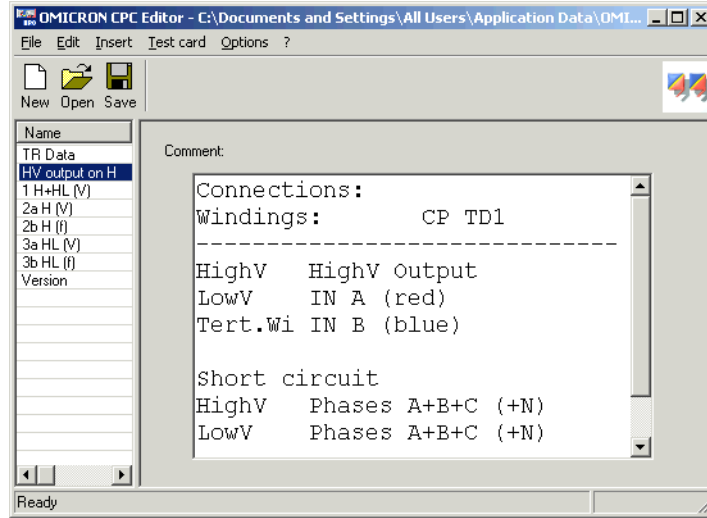 OMICRON CPC Editor - C:\Documents and Settings\All Users\Application Data\OMI...
File Edit Insert Test card Options ?
New Open Save
Name
TR Data
HV output on H
1 H+HL (V)
2a H (V)
2b H (f)
3a HL (V)
3b HL (f)
Version
Comment:
Connections:
Windings: CP TD1
------------------------------
HighV HighV Output
LowV IN A (red)
Tert.Wi IN B (blue)
Short circuit
HighV Phases A+B+C (+N)
LowV Phases A+B+C (+N)
Ready